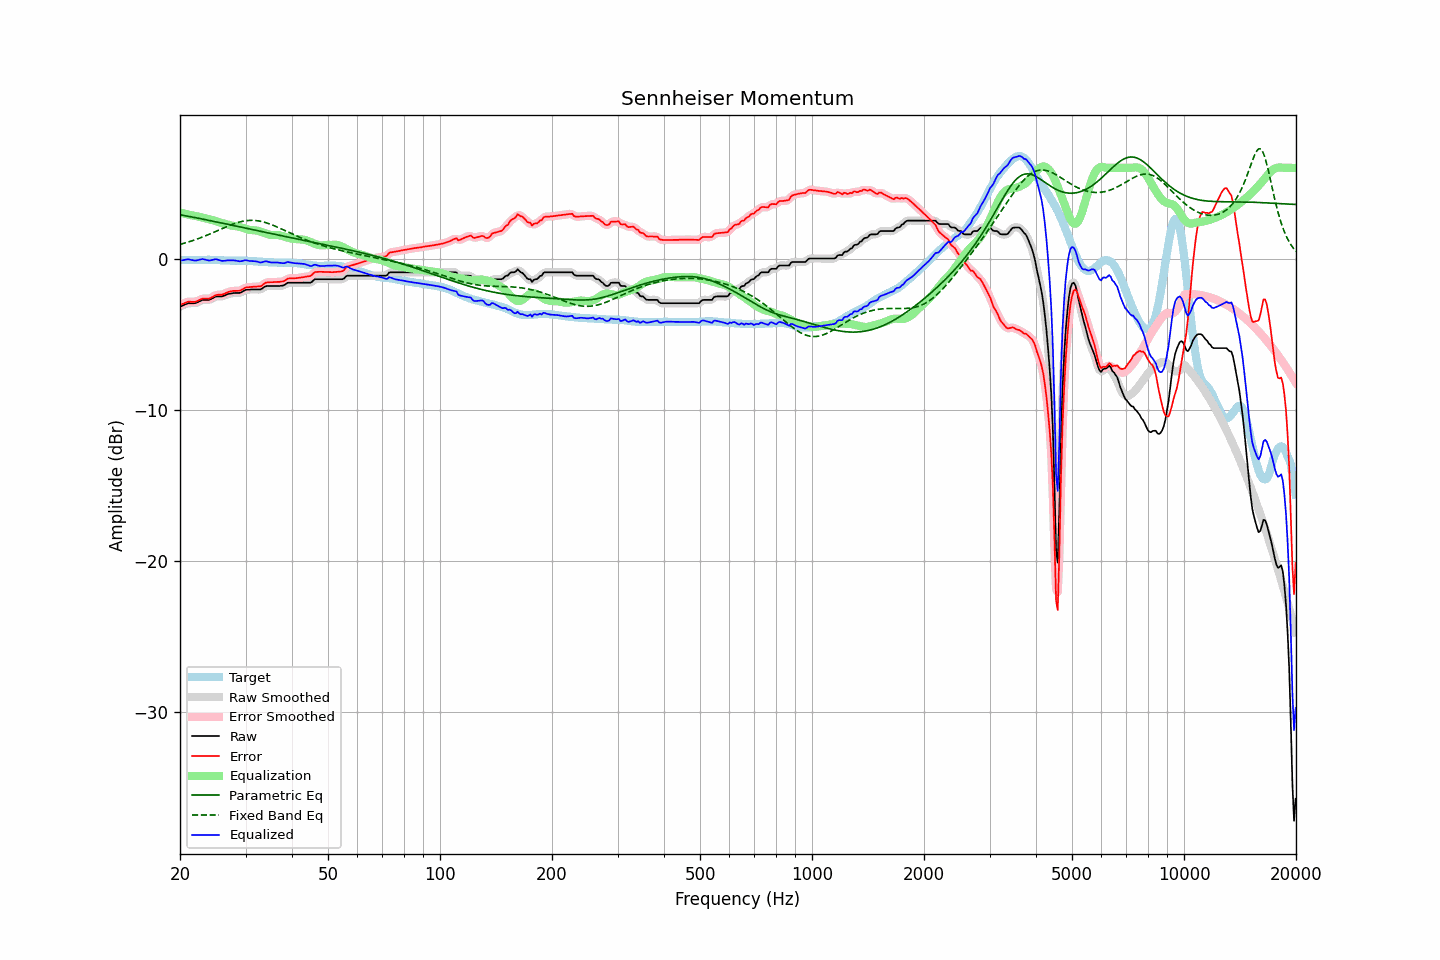 Sennheiser Momentum
Amplitude (dBr)
0
−10
−20
−30
Target
Raw Smoothed
Error Smoothed
Raw
Error
Equalization
Parametric Eq
Fixed Band Eq
Equalized
20 50 100 200 500 1000 2000 5000 10000 20000
Frequency (Hz)